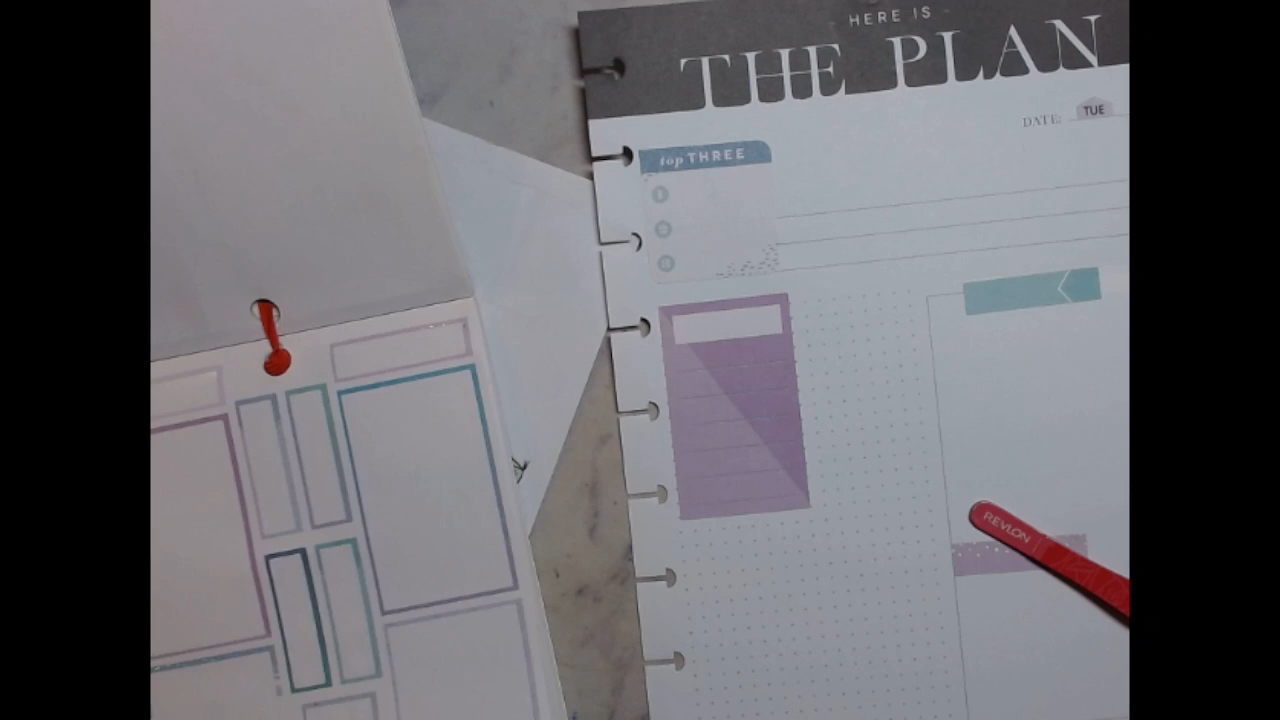 HERE IS
THE PLAN
DATE: TUE
top THREE
REVLON